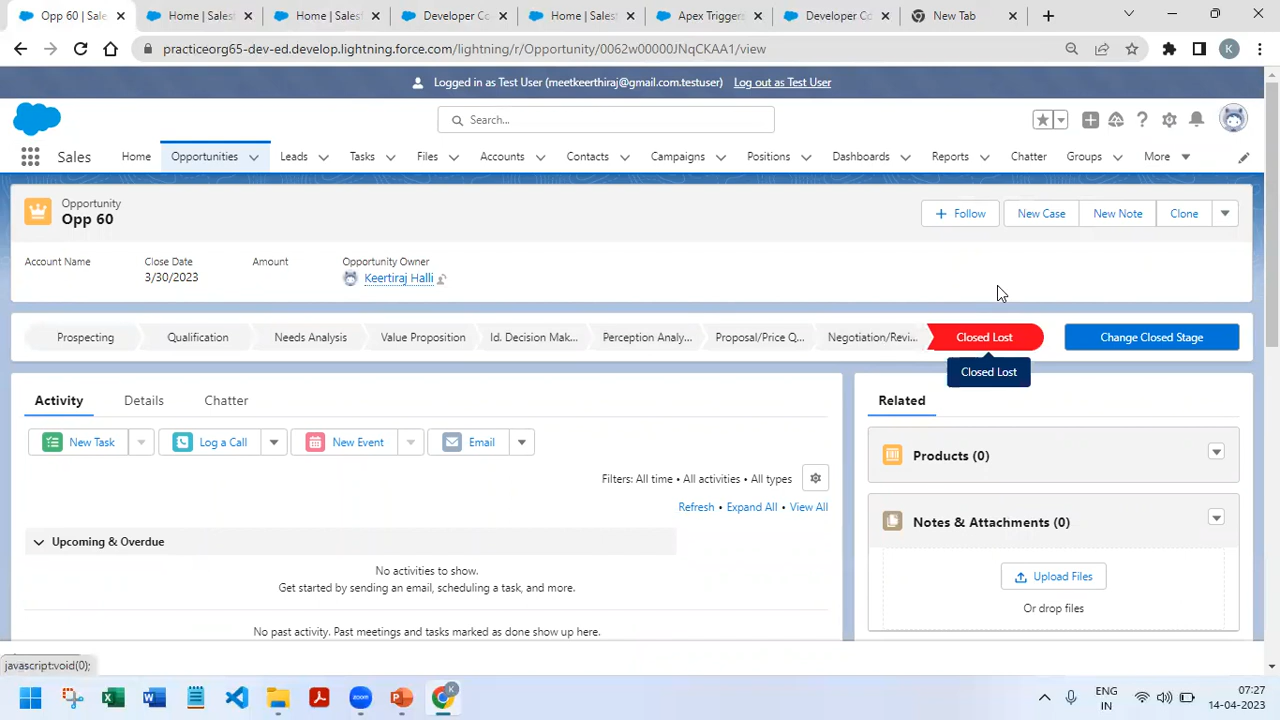 Opp 60 | Sale
Home | Sales
Home | Sales
Developer Co
Home | Sales
Apex Triggers
Developer Co
New Tab
practiceorg65-dev-ed.develop.lightning.force.com/lightning/r/Opportunity/0062w00000JNqCKAA1/view
K
Logged in as Test User (meetkeerthiraj@gmail.com.testuser)
Log out as Test User
Search...
Sales
Home
Opportunities
Leads
Tasks
Files
Accounts
Contacts
Campaigns
Positions
Dashboards
Reports
Chatter
Groups
More
Opportunity
Opp 60
Follow
New Case
New Note
Clone
Account Name
Close Date
Amount
Opportunity Owner
3/30/2023
Keertiraj Halli
Prospecting
Qualification
Needs Analysis
Value Proposition
Id. Decision Mak...
Perception Analy...
Proposal/Price Q...
Negotiation/Revi...
Closed Lost
Change Closed Stage
Closed Lost
Activity
Details
Chatter
Related
New Task
Log a Call
New Event
Email
Products (0)
Filters: All time • All activities • All types
Refresh • Expand All • View All
Notes & Attachments (0)
Upcoming & Overdue
No activities to show.
Get started by sending an email, scheduling a task, and more.
Upload Files
Or drop files
No past activity. Past meetings and tasks marked as done show up here.
javascript:void(0);
zoom
K
ENG
IN
07:27
14-04-2023